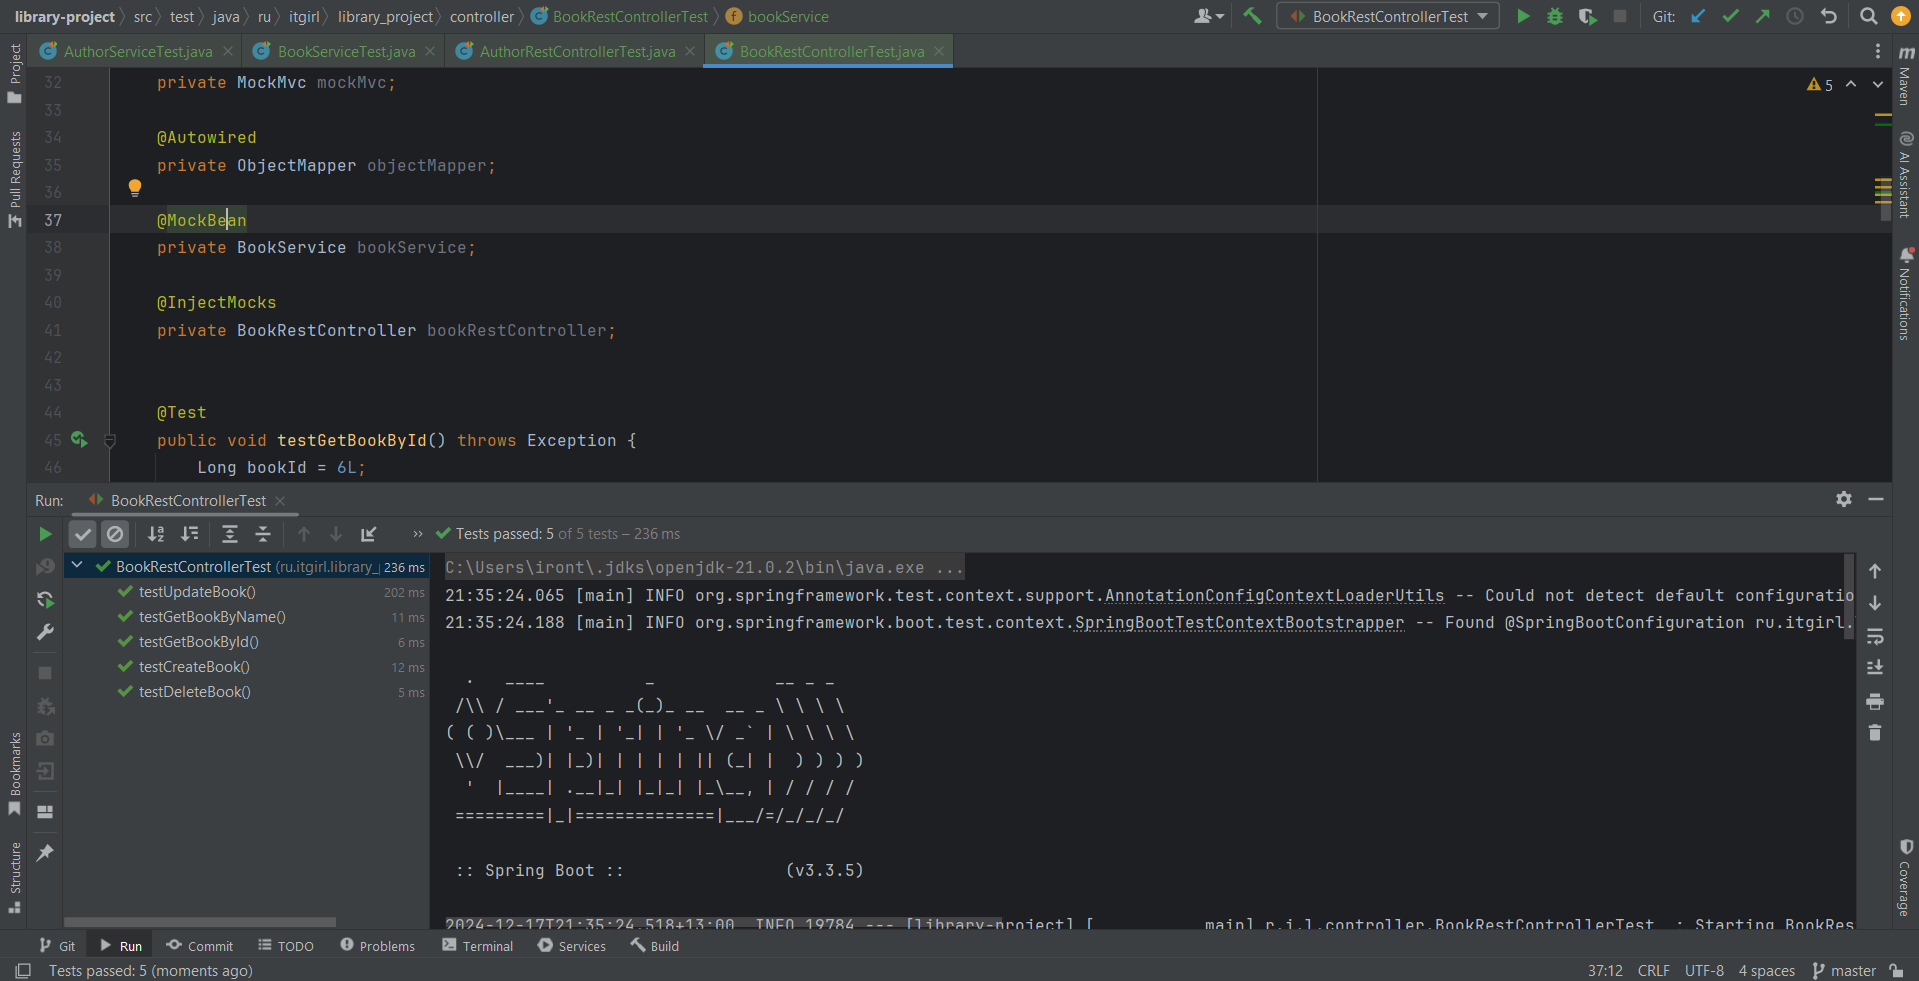 library-project
src
test
java
ru
itgirl
library_project
controller
BookRestControllerTest
bookService
BookRestControllerTest
Git:
AuthorServiceTest.java
BookServiceTest.java
AuthorRestControllerTest.java
BookRestControllerTest.java
Project
Pull Requests
Bookmarks
Structure
Maven
AI Assistant
Notifications
Coverage
5
32 private MockMvc mockMvc;
33
34 @Autowired
35 private ObjectMapper objectMapper;
36
37 @MockBean
38 private BookService bookService;
39
40 @InjectMocks
41 private BookRestController bookRestController;
42
43
44 @Test
45 public void testGetBookById() throws Exception {
46 Long bookId = 6L;
Run: BookRestControllerTest
Tests passed: 5 of 5 tests – 236 ms
BookRestControllerTest (ru.itgirl.library_ 236 ms
testUpdateBook() 202 ms
testGetBookByName() 11 ms
testGetBookById() 6 ms
testCreateBook() 12 ms
testDeleteBook() 5 ms
C:\Users\iront\.jdks\openjdk-21.0.2\bin\java.exe ...
21:35:24.065 [main] INFO org.springframework.test.context.support.AnnotationConfigContextLoaderUtils -- Could not detect default configuratio
21:35:24.188 [main] INFO org.springframework.boot.test.context.SpringBootTestContextBootstrapper -- Found @SpringBootConfiguration ru.itgirl.
  .   ____          _            __ _ _
 /\\ / ___'_ __ _ _(_)_ __  __ _ \ \ \ \
( ( )\___ | '_ | '_| | '_ \/ _` | \ \ \ \
 \\/  ___)| |_)| | | | | || (_| |  ) ) ) )
  '  |____| .__|_| |_|_| |_\__, | / / / /
 =========|_|==============|___/=/_/_/_/
:: Spring Boot :: (v3.3.5)
2024-12-17T21:35:24.518+13:00 INFO 19784 --- [library-project] [ main] r.i.l.controller.BookRestControllerTest : Starting BookRes
Git
Run
Commit
TODO
Problems
Terminal
Services
Build
Tests passed: 5 (moments ago)
37:12 CRLF UTF-8 4 spaces master